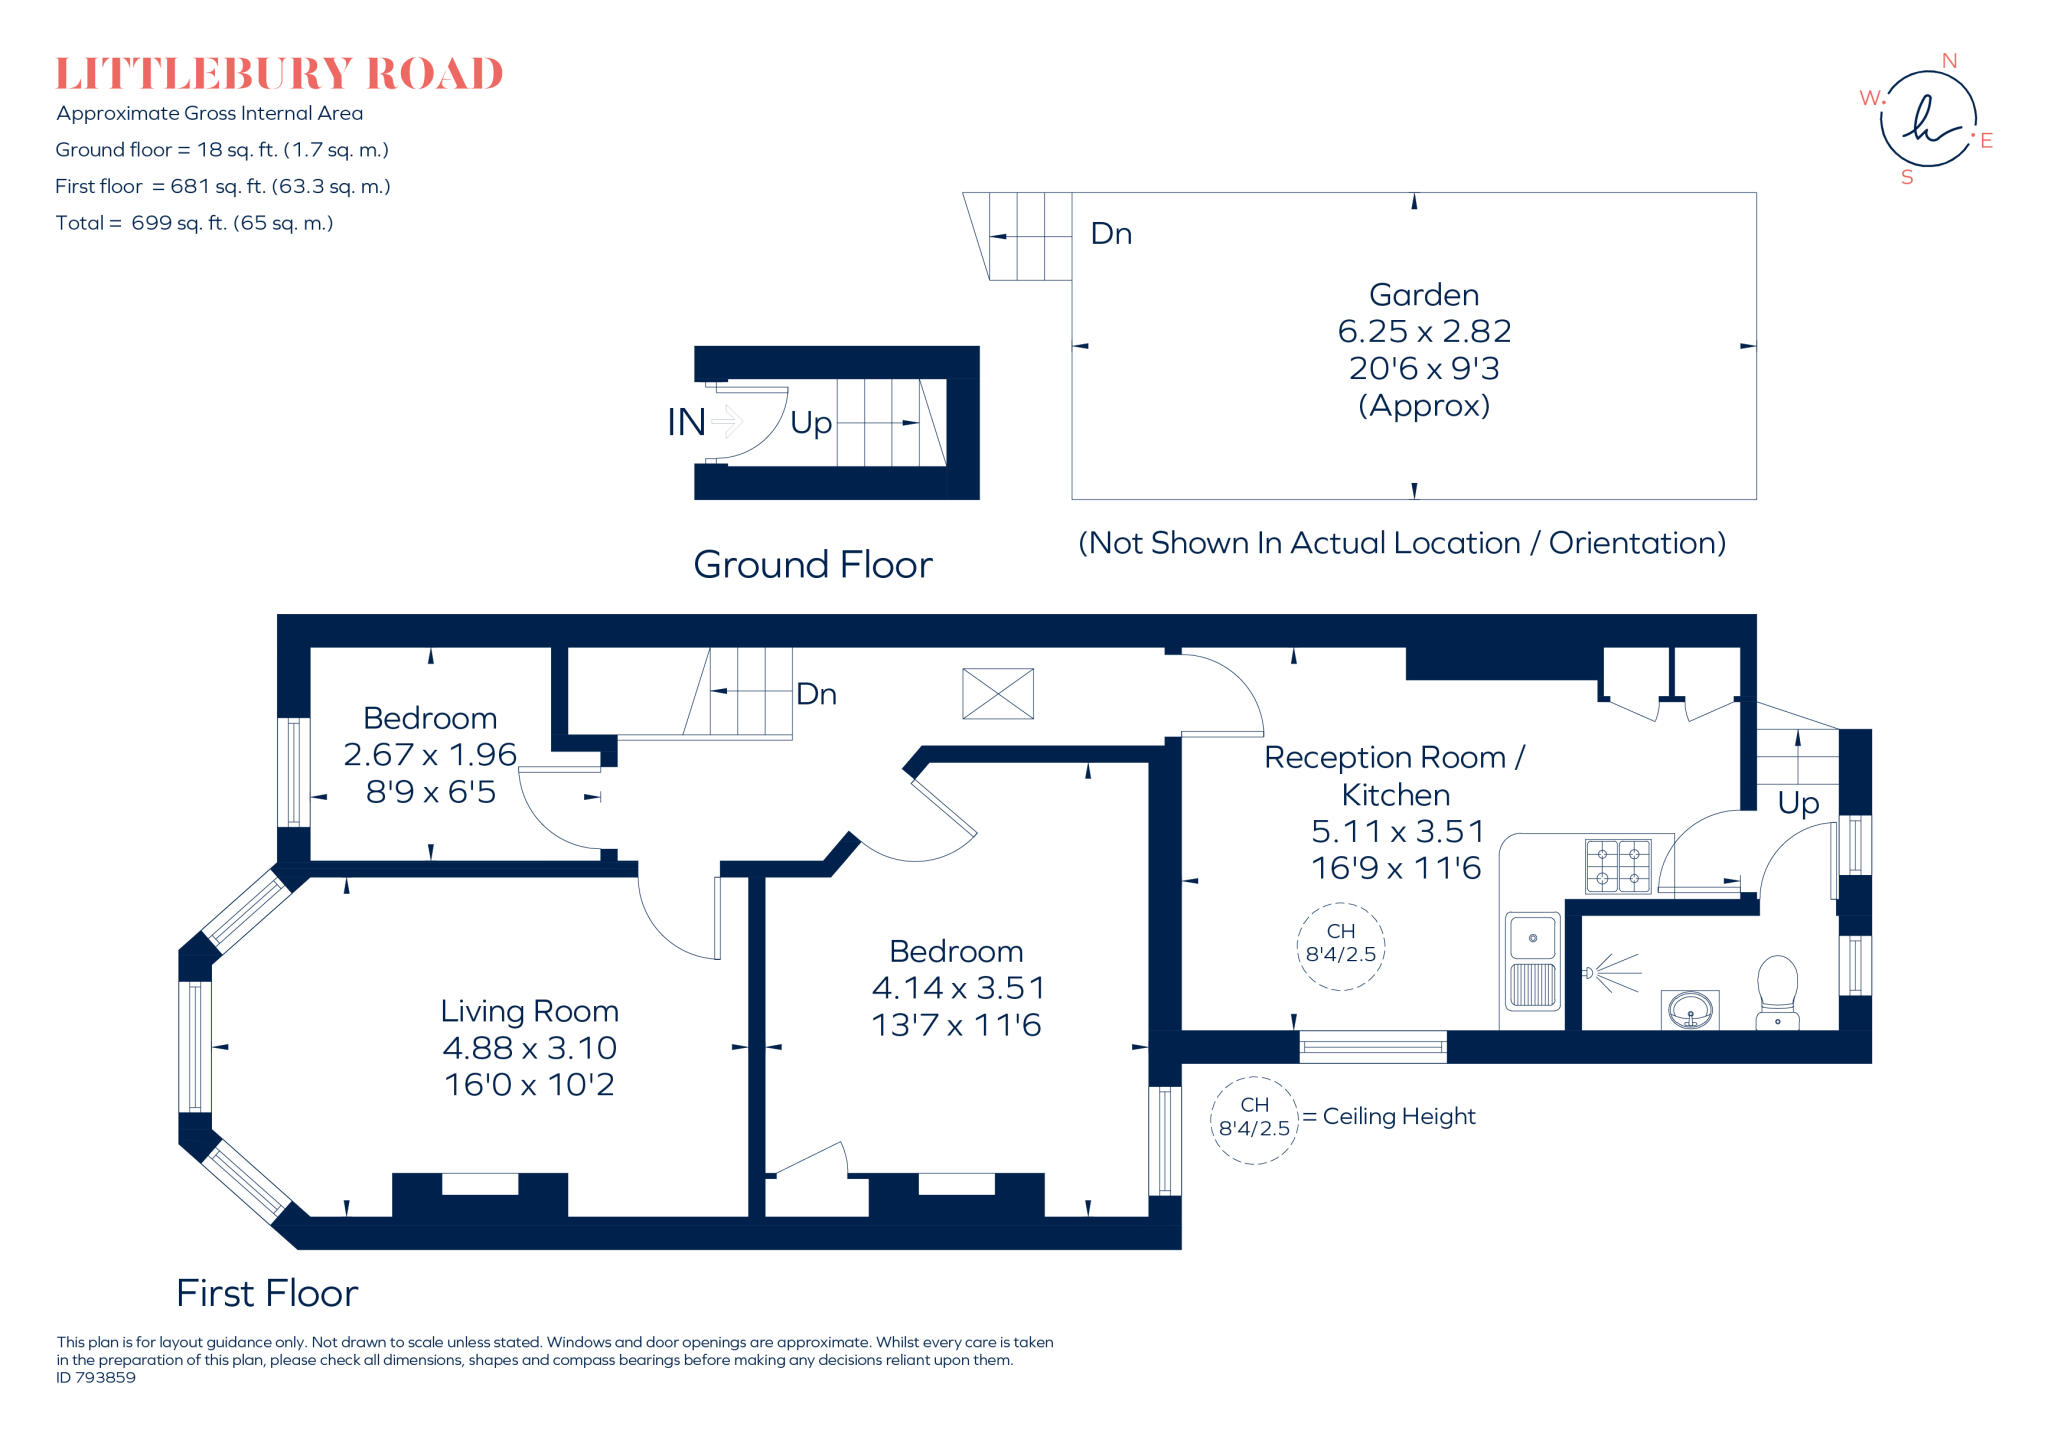 LITTLEBURY ROAD
Approximate Gross Internal Area
Ground floor = 18 sq. ft. (1.7 sq. m.)
First floor = 681 sq. ft. (63.3 sq. m.)
Total = 699 sq. ft. (65 sq. m.)
N
W
E
S
Dn
Garden
6.25 x 2.82
20'6 x 9'3
(Approx)
IN
Up
(Not Shown In Actual Location / Orientation)
Ground Floor
Bedroom
2.67 x 1.96
8'9 x 6'5
Dn
Reception Room /
Kitchen
5.11 x 3.51
16'9 x 11'6
Up
CH
8'4/2.5
Bedroom
4.14 x 3.51
13'7 x 11'6
Living Room
4.88 x 3.10
16'0 x 10'2
CH
8'4/2.5
= Ceiling Height
First Floor
This plan is for layout guidance only. Not drawn to scale unless stated. Windows and door openings are approximate. Whilst every care is taken
in the preparation of this plan, please check all dimensions, shapes and compass bearings before making any decisions reliant upon them.
ID 793859